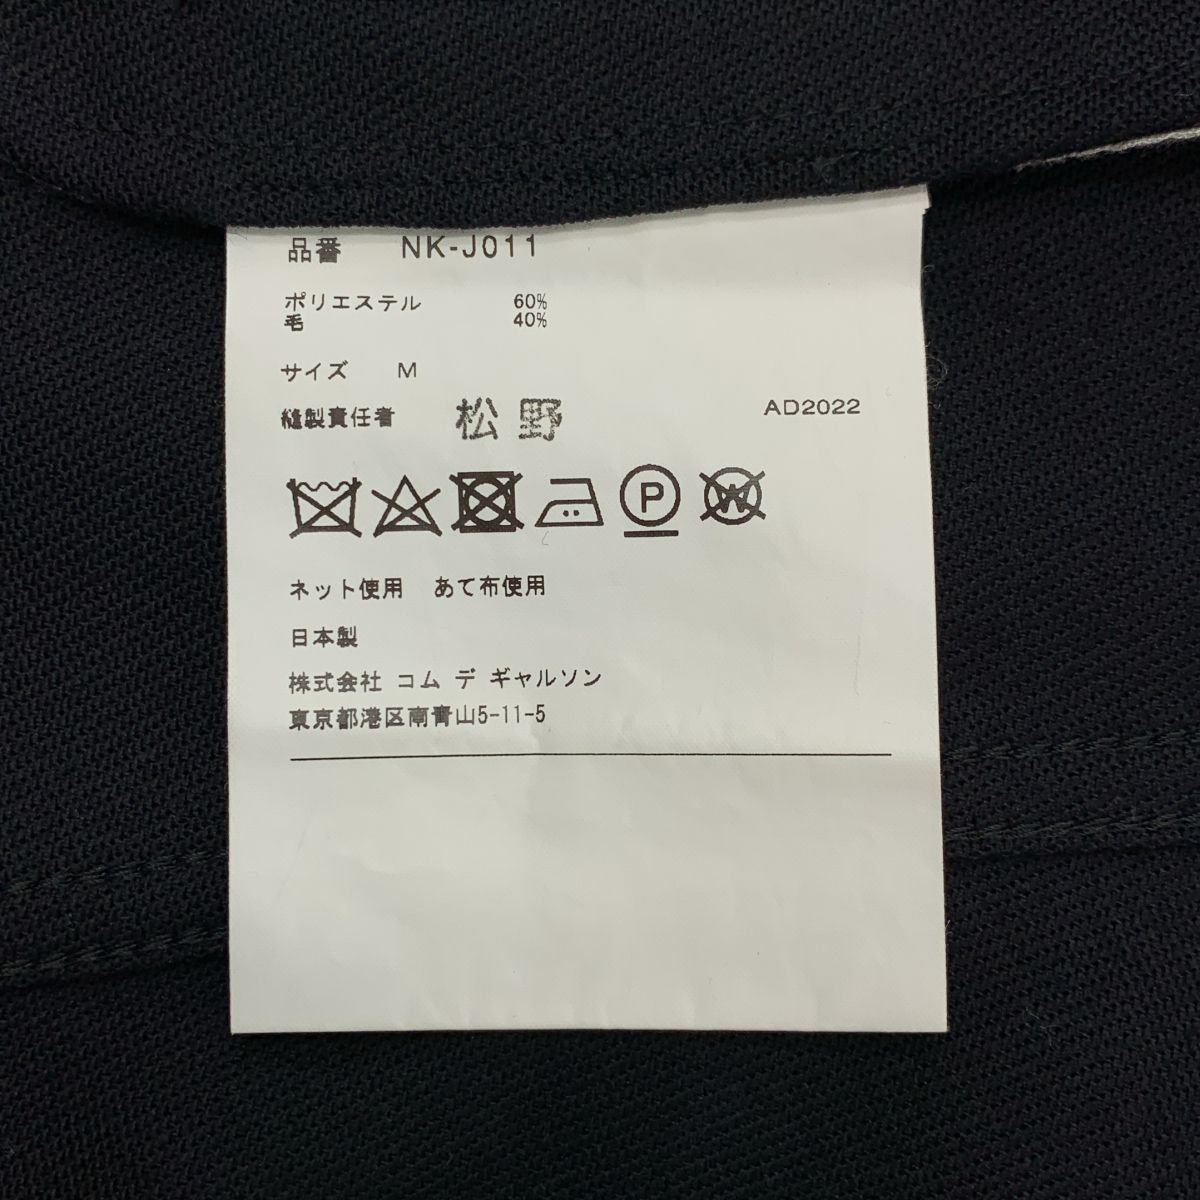 品番 NK-J011
ポリエステル 60%
毛 40%
サイズ M
縫製責任者 松野 AD2022
P W
ネット使用 あて布使用
日本製
株式会社 コム デ ギャルソン
東京都港区南青山5-11-5